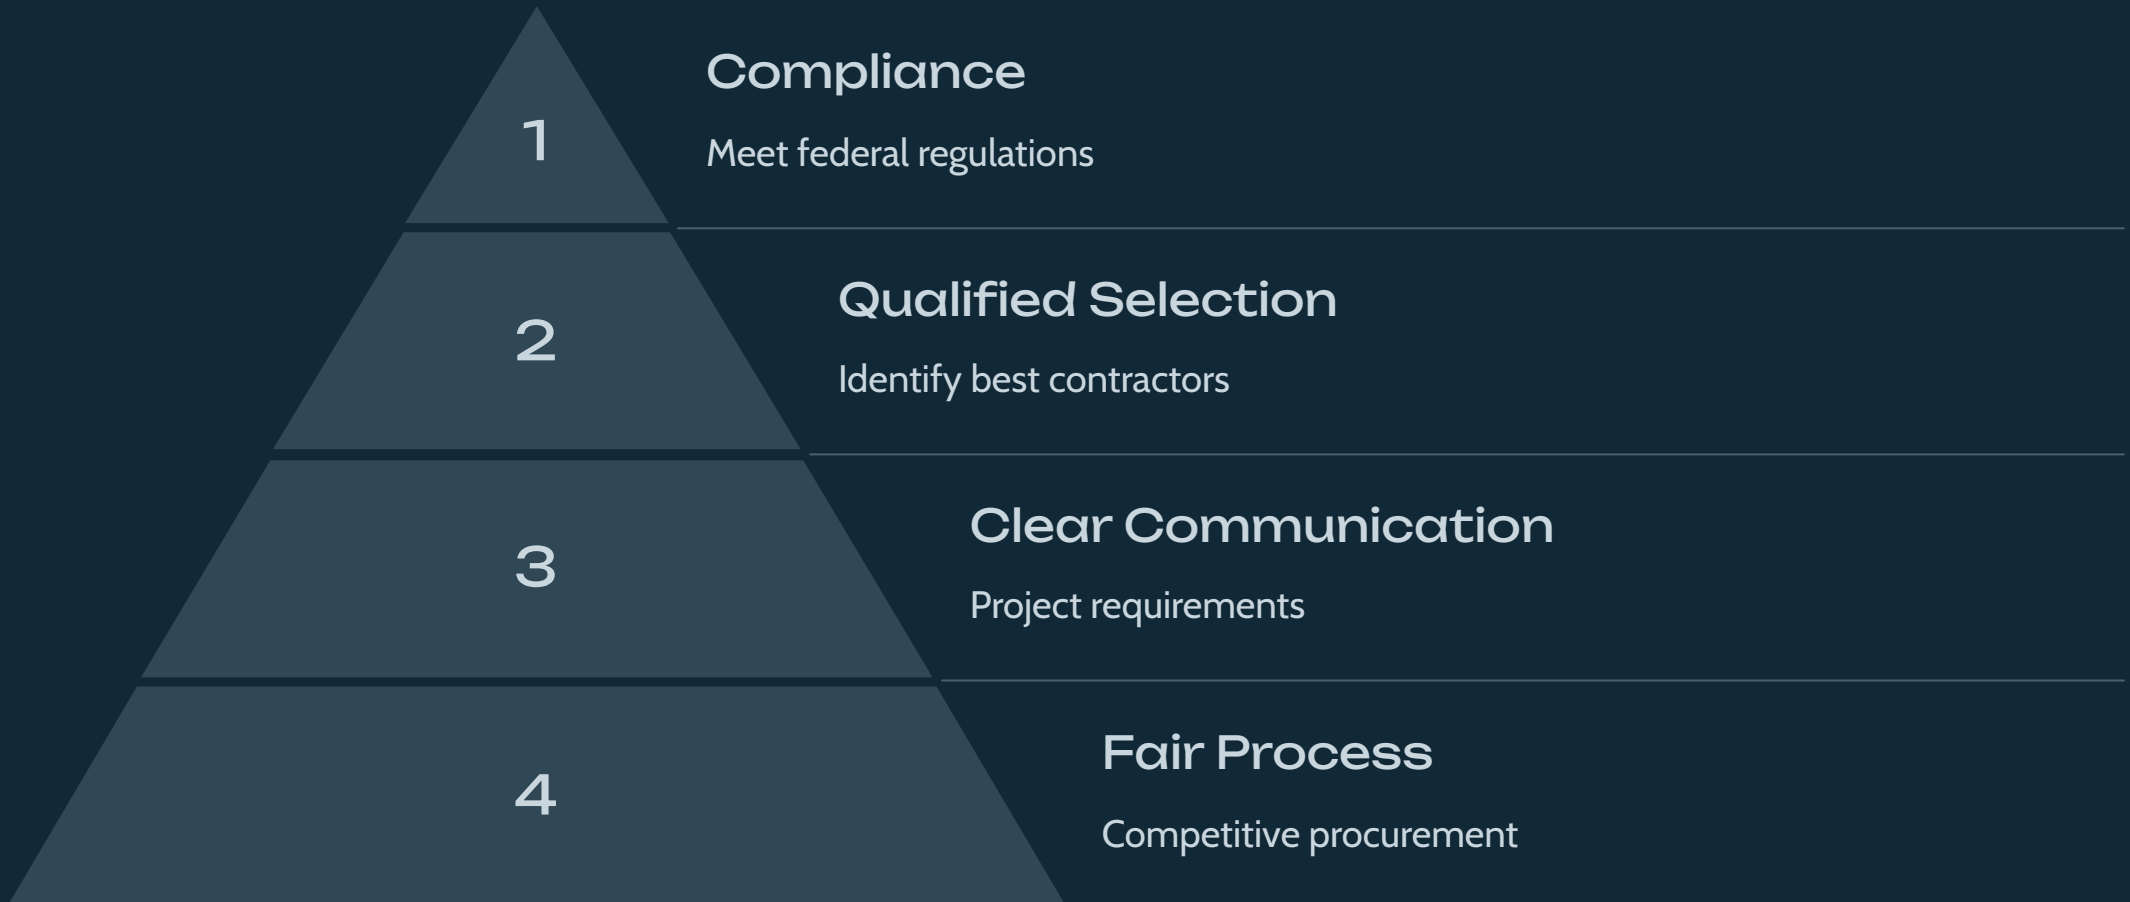 1
Compliance
Meet federal regulations
2
Qualified Selection
Identify best contractors
3
Clear Communication
Project requirements
4
Fair Process
Competitive procurement